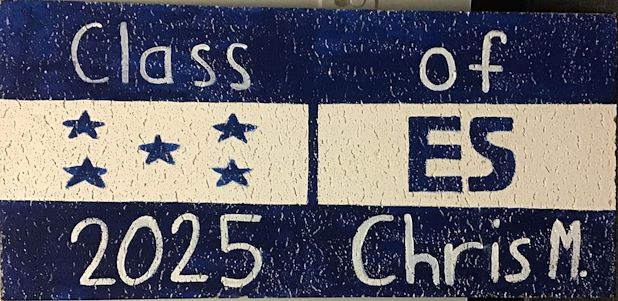 Class of
ES
2025 Chris M.